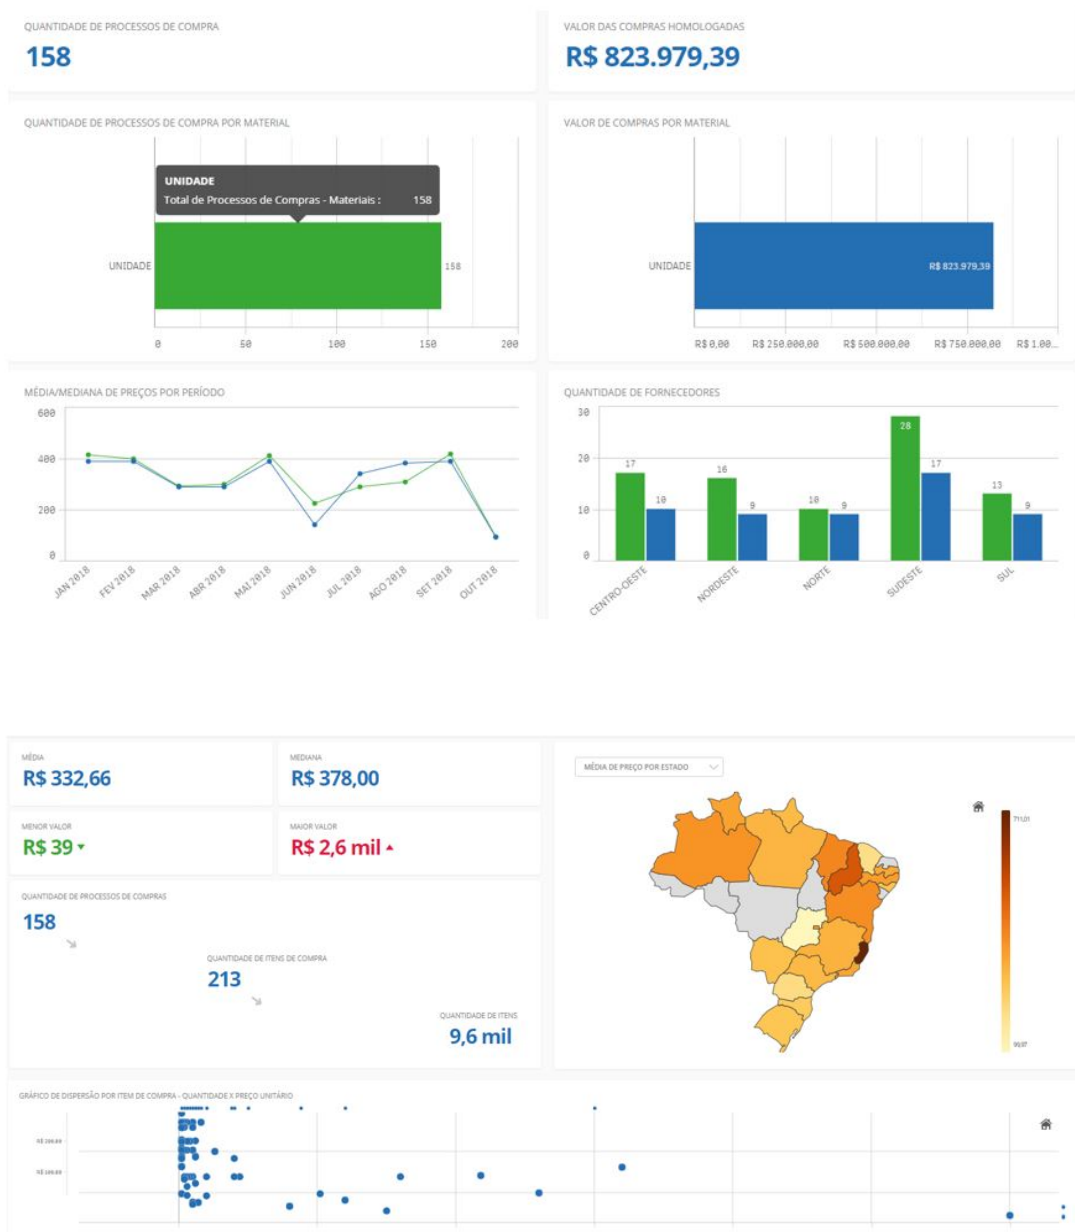 QUANTIDADE DE PROCESSOS DE COMPRA
158
VALOR DAS COMPRAS HOMOLOGADAS
R$ 823.979,39
QUANTIDADE DE PROCESSOS DE COMPRA POR MATERIAL
UNIDADE
Total de Processos de Compras - Materiais : 158
UNIDADE
158
0 50 100 150 200
VALOR DE COMPRAS POR MATERIAL
UNIDADE
R$ 823.979,39
R$ 0,00 R$ 250.000,00 R$ 500.000,00 R$ 750.000,00 R$ 1.00...
MÉDIA/MEDIANA DE PREÇOS POR PERÍODO
600
400
200
0
JAN 2018 FEV 2018 MAR 2018 ABR 2018 MAI 2018 JUN 2018 JUL 2018 AGO 2018 SET 2018 OUT 2018
QUANTIDADE DE FORNECEDORES
30
20
10
0
17 10 16 9 10 9 28 17 13 9
CENTRO-OESTE NORDESTE NORTE SUDESTE SUL
MÉDIA
R$ 332,66
MEDIANA
R$ 378,00
MENOR VALOR
R$ 39
MAIOR VALOR
R$ 2,6 mil
QUANTIDADE DE PROCESSOS DE COMPRAS
158
QUANTIDADE DE ITENS DE COMPRA
213
QUANTIDADE DE ITENS
9,6 mil
MÉDIA DE PREÇO POR ESTADO
711,01
GRÁFICO DE DISPERSÃO POR ITEM DE COMPRA - QUANTIDADE X PREÇO UNITÁRIO